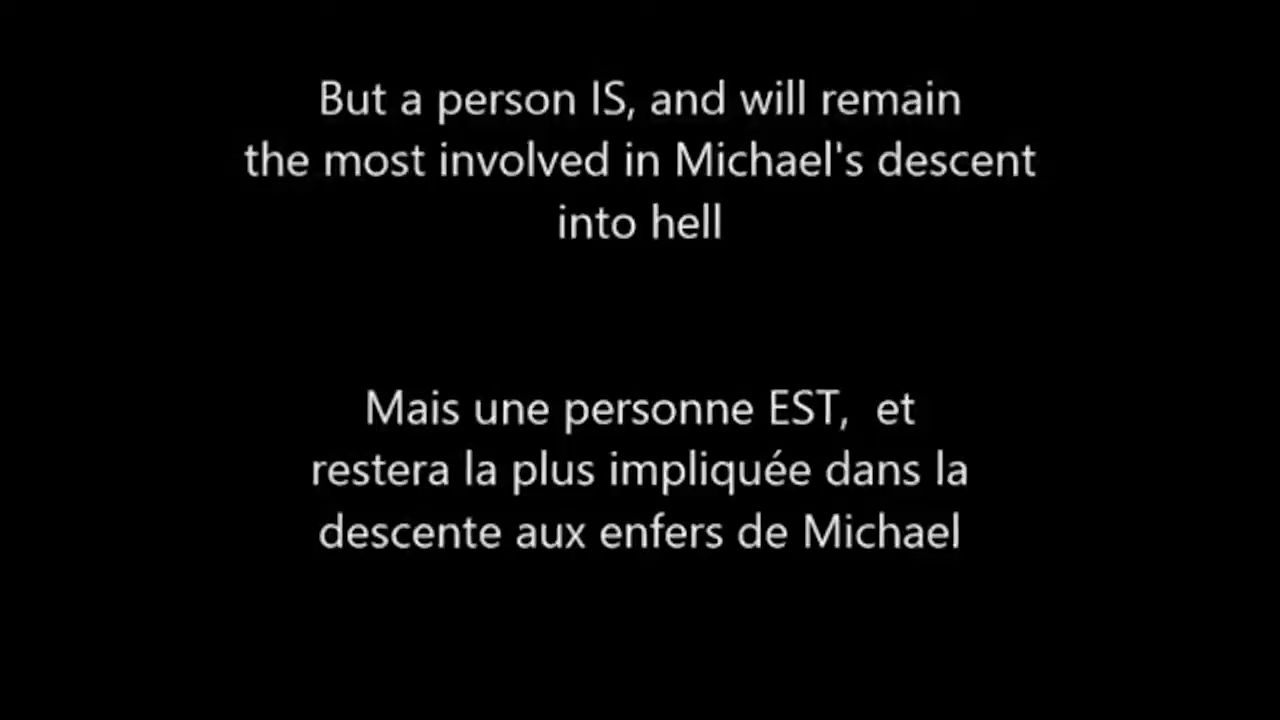 But a person IS, and will remain
the most involved in Michael's descent
into hell
Mais une personne EST,  et
restera la plus impliquée dans la
descente aux enfers de Michael